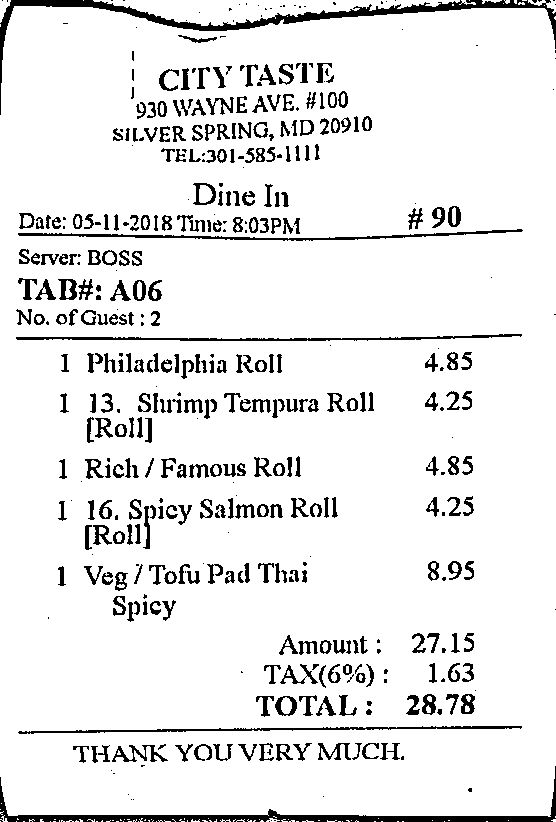 CITY TASTE
930 WAYNE AVE. #100
SILVER SPRING, MD 20910
TEL:301-585-1111
Dine In
Date: 05-11-2018 Time: 8:03PM # 90
Server: BOSS
TAB#: A06
No. of Guest : 2
1 Philadelphia Roll 4.85
1 13. Shrimp Tempura Roll 4.25
[Roll]
1 Rich / Famous Roll 4.85
1 16. Spicy Salmon Roll 4.25
[Roll]
1 Veg / Tofu Pad Thai 8.95
Spicy
Amount : 27.15
TAX(6%) : 1.63
TOTAL : 28.78
THANK YOU VERY MUCH.